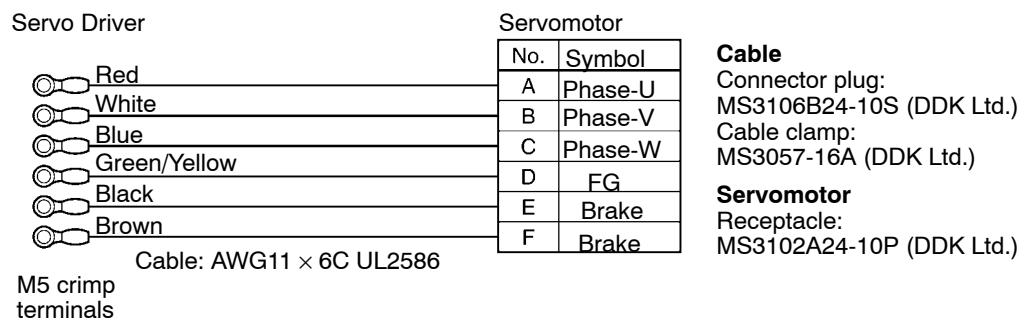 Servo Driver
Servomotor
No. Symbol
Red
A Phase-U
White
B Phase-V
Blue
C Phase-W
Green/Yellow
D FG
Black
E Brake
Brown
F Brake
Cable: AWG11 × 6C UL2586
M5 crimp
terminals
Cable
Connector plug:
MS3106B24-10S (DDK Ltd.)
Cable clamp:
MS3057-16A (DDK Ltd.)
Servomotor
Receptacle:
MS3102A24-10P (DDK Ltd.)